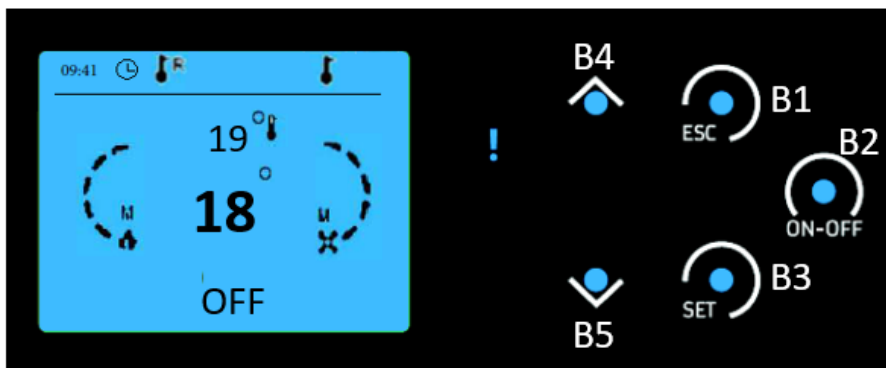 09:41 R
19°
18°
M M
OFF
!
B4
B1
ESC
B2
ON-OFF
B3
SET
B5